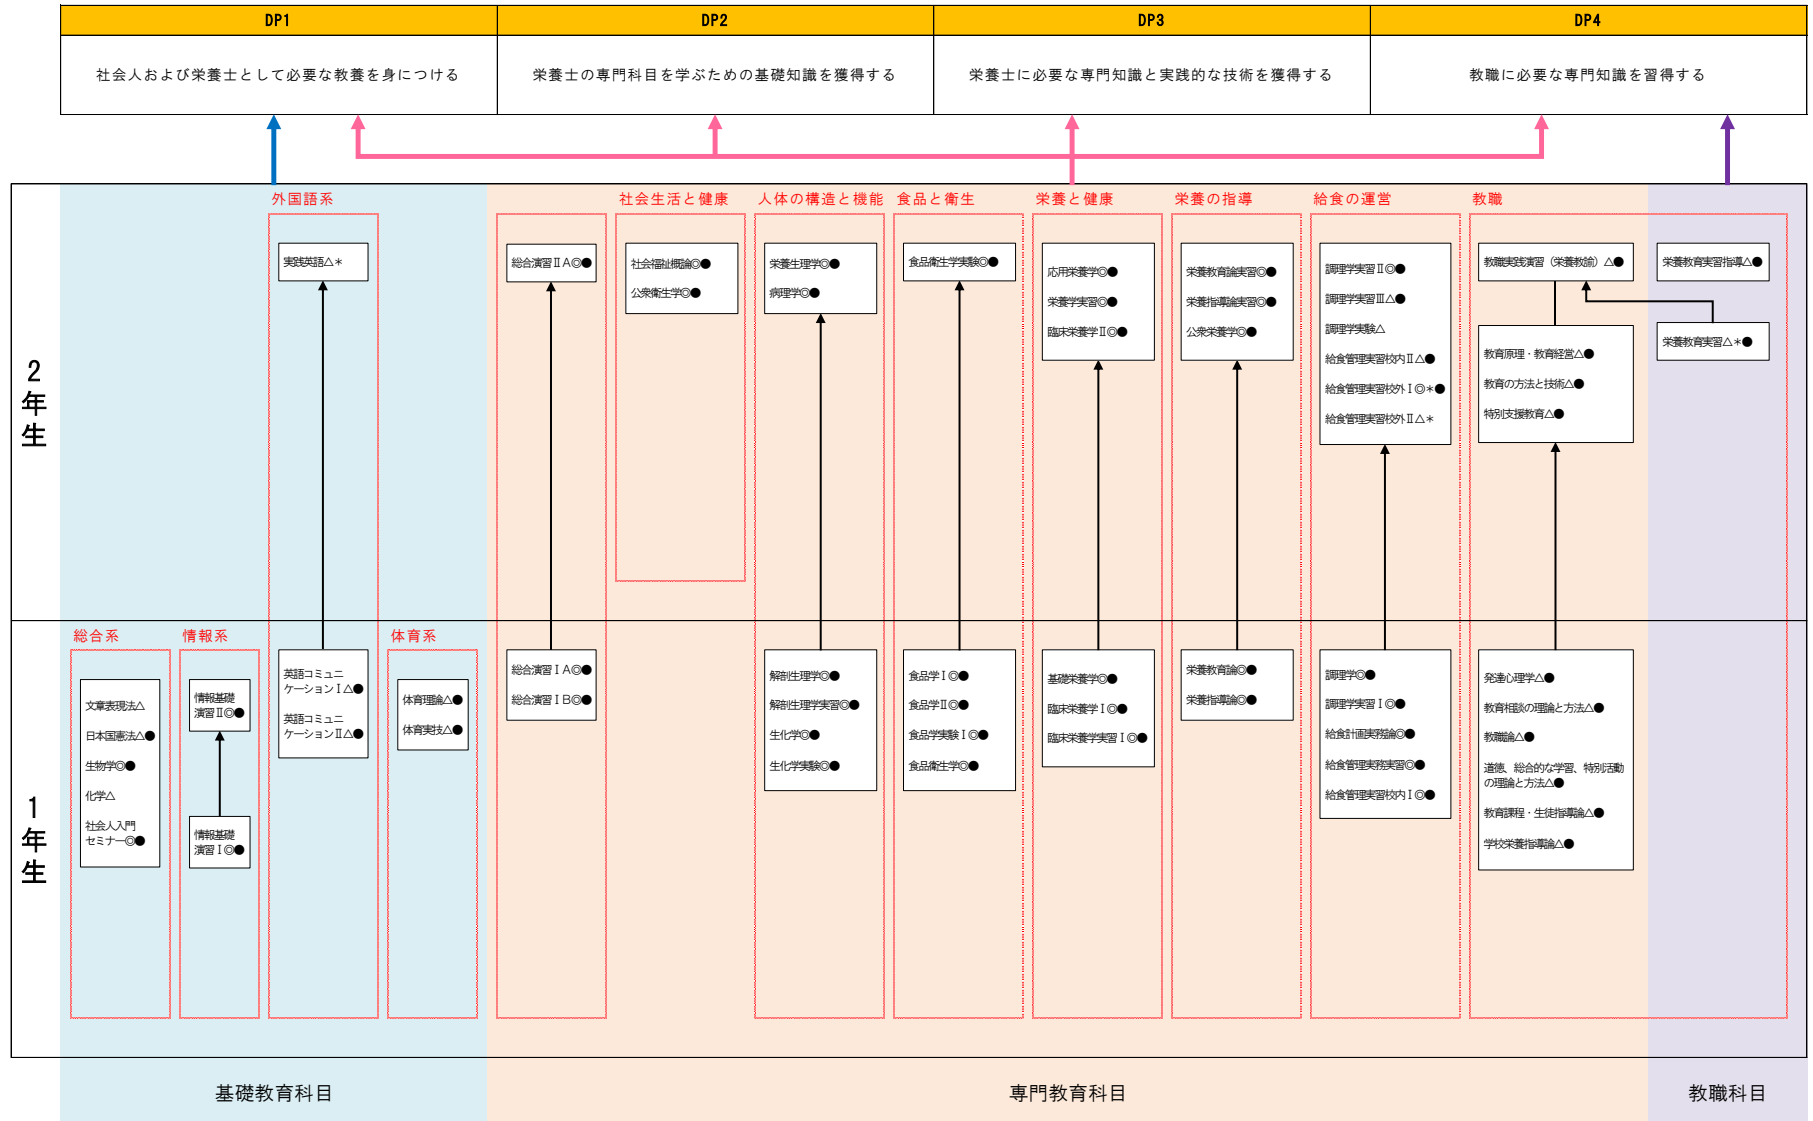 DP1
DP2
DP3
DP4
社会人および栄養士として必要な教養を身につける
栄養士の専門科目を学ぶための基礎知識を獲得する
栄養士に必要な専門知識と実践的な技術を獲得する
教職に必要な専門知識を習得する
2年生
外国語系
実践英語△*
総合演習ⅡA◎●
社会生活と健康
社会福祉概論◎●
公衆衛生学◎●
人体の構造と機能
栄養生理学◎●
病理学◎●
食品と衛生
食品衛生学実験◎●
栄養と健康
応用栄養学◎●
栄養学実習◎●
臨床栄養学Ⅱ◎●
栄養の指導
栄養教育論実習◎●
栄養指導論実習◎●
公衆栄養学◎●
給食の運営
調理学実習Ⅱ◎●
調理学実習Ⅲ△●
調理学実験△
給食管理実習校内Ⅱ△●
給食管理実習校外Ⅰ◎*●
給食管理実習校外Ⅱ△*
教職
教職実践演習（栄養教諭）△●
教育原理・教育経営△●
教育の方法と技術△●
特別支援教育△●
栄養教育実習指導△●
栄養教育実習△*●
1年生
総合系
文章表現法△
日本国憲法△●
生物学◎●
化学△
社会人入門
セミナー◎●
情報系
情報基礎
演習Ⅱ◎●
情報基礎
演習Ⅰ◎●
英語コミュニ
ケーションⅠ△●
英語コミュニ
ケーションⅡ△●
体育系
体育理論△●
体育実技△●
総合演習ⅠA◎●
総合演習ⅠB◎●
解剖生理学◎●
解剖生理学実習◎●
生化学◎●
生化学実験◎●
食品学Ⅰ◎●
食品学Ⅱ◎●
食品学実験Ⅰ◎●
食品衛生学◎●
基礎栄養学◎●
臨床栄養学Ⅰ◎●
臨床栄養学実習Ⅰ◎●
栄養教育論◎●
栄養指導論◎●
調理学◎●
調理学実習Ⅰ◎●
給食計画実務論◎●
給食管理実務実習◎●
給食管理実習校内Ⅰ◎●
発達心理学△●
教育相談の理論と方法△●
教職論△●
道徳、総合的な学習、特別活動
の理論と方法△●
教育課程・生徒指導論△●
学校栄養指導論△●
基礎教育科目
専門教育科目
教職科目